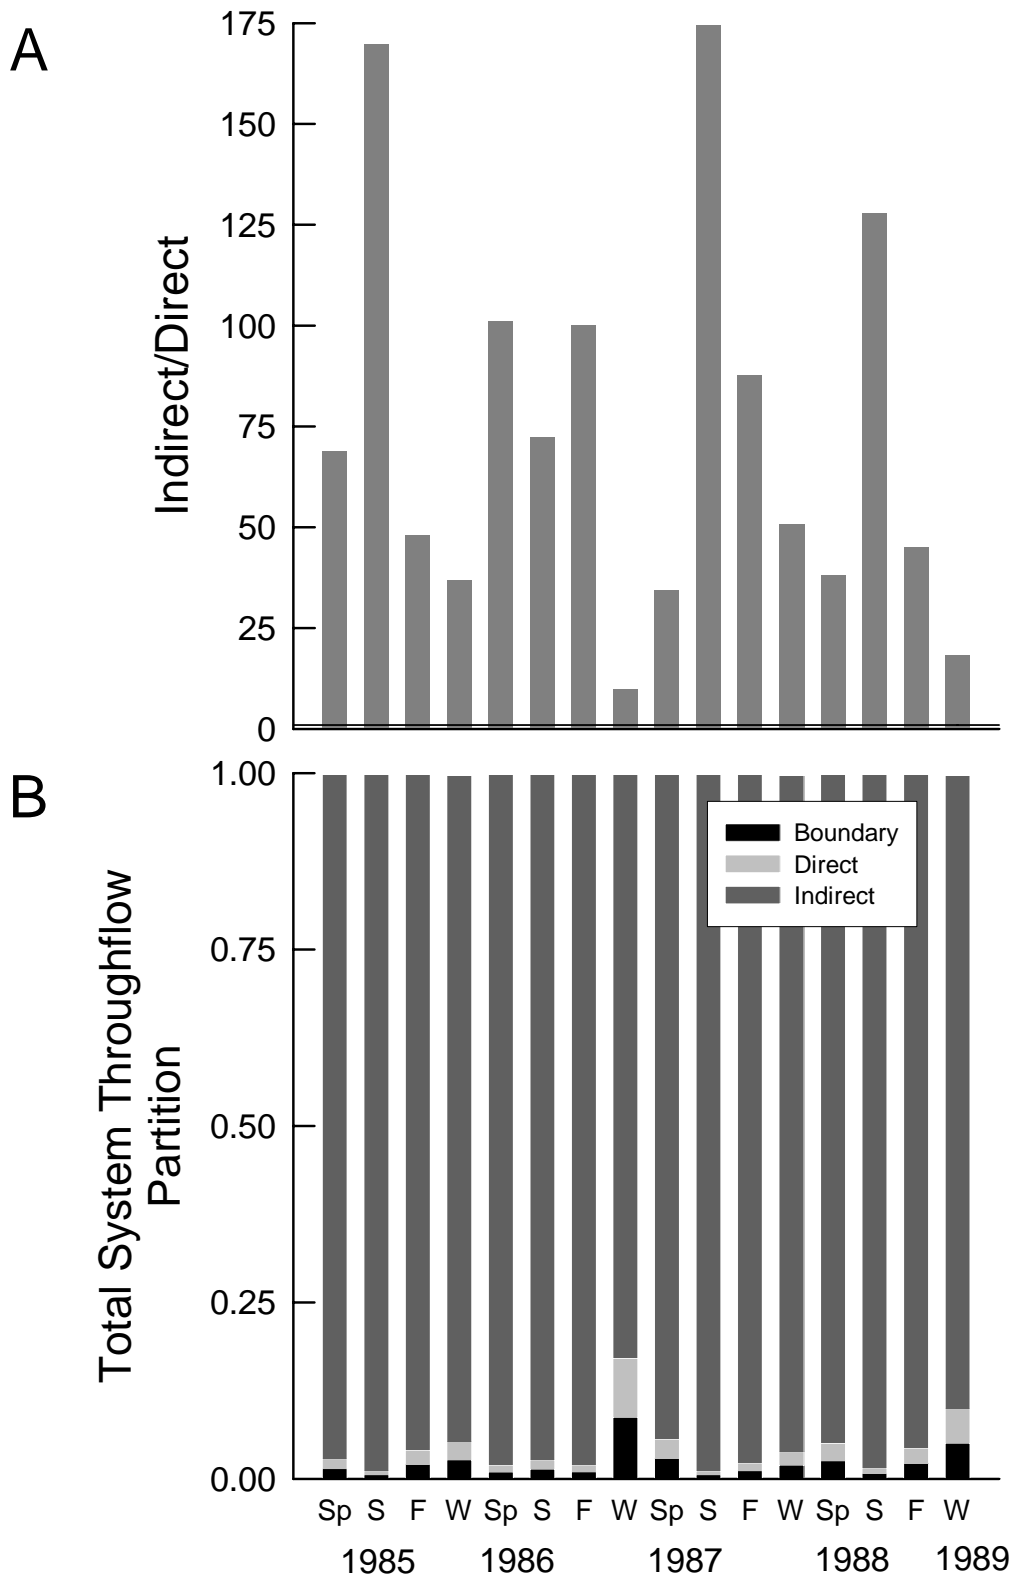 A
175
150
125
100
75
50
25
0
Indirect/Direct
B
1.00
0.75
0.50
0.25
0.00
Total System Throughflow
Partition
Boundary
Direct
Indirect
Sp S F W Sp S F W Sp S F W Sp S F W
1985 1986 1987 1988 1989